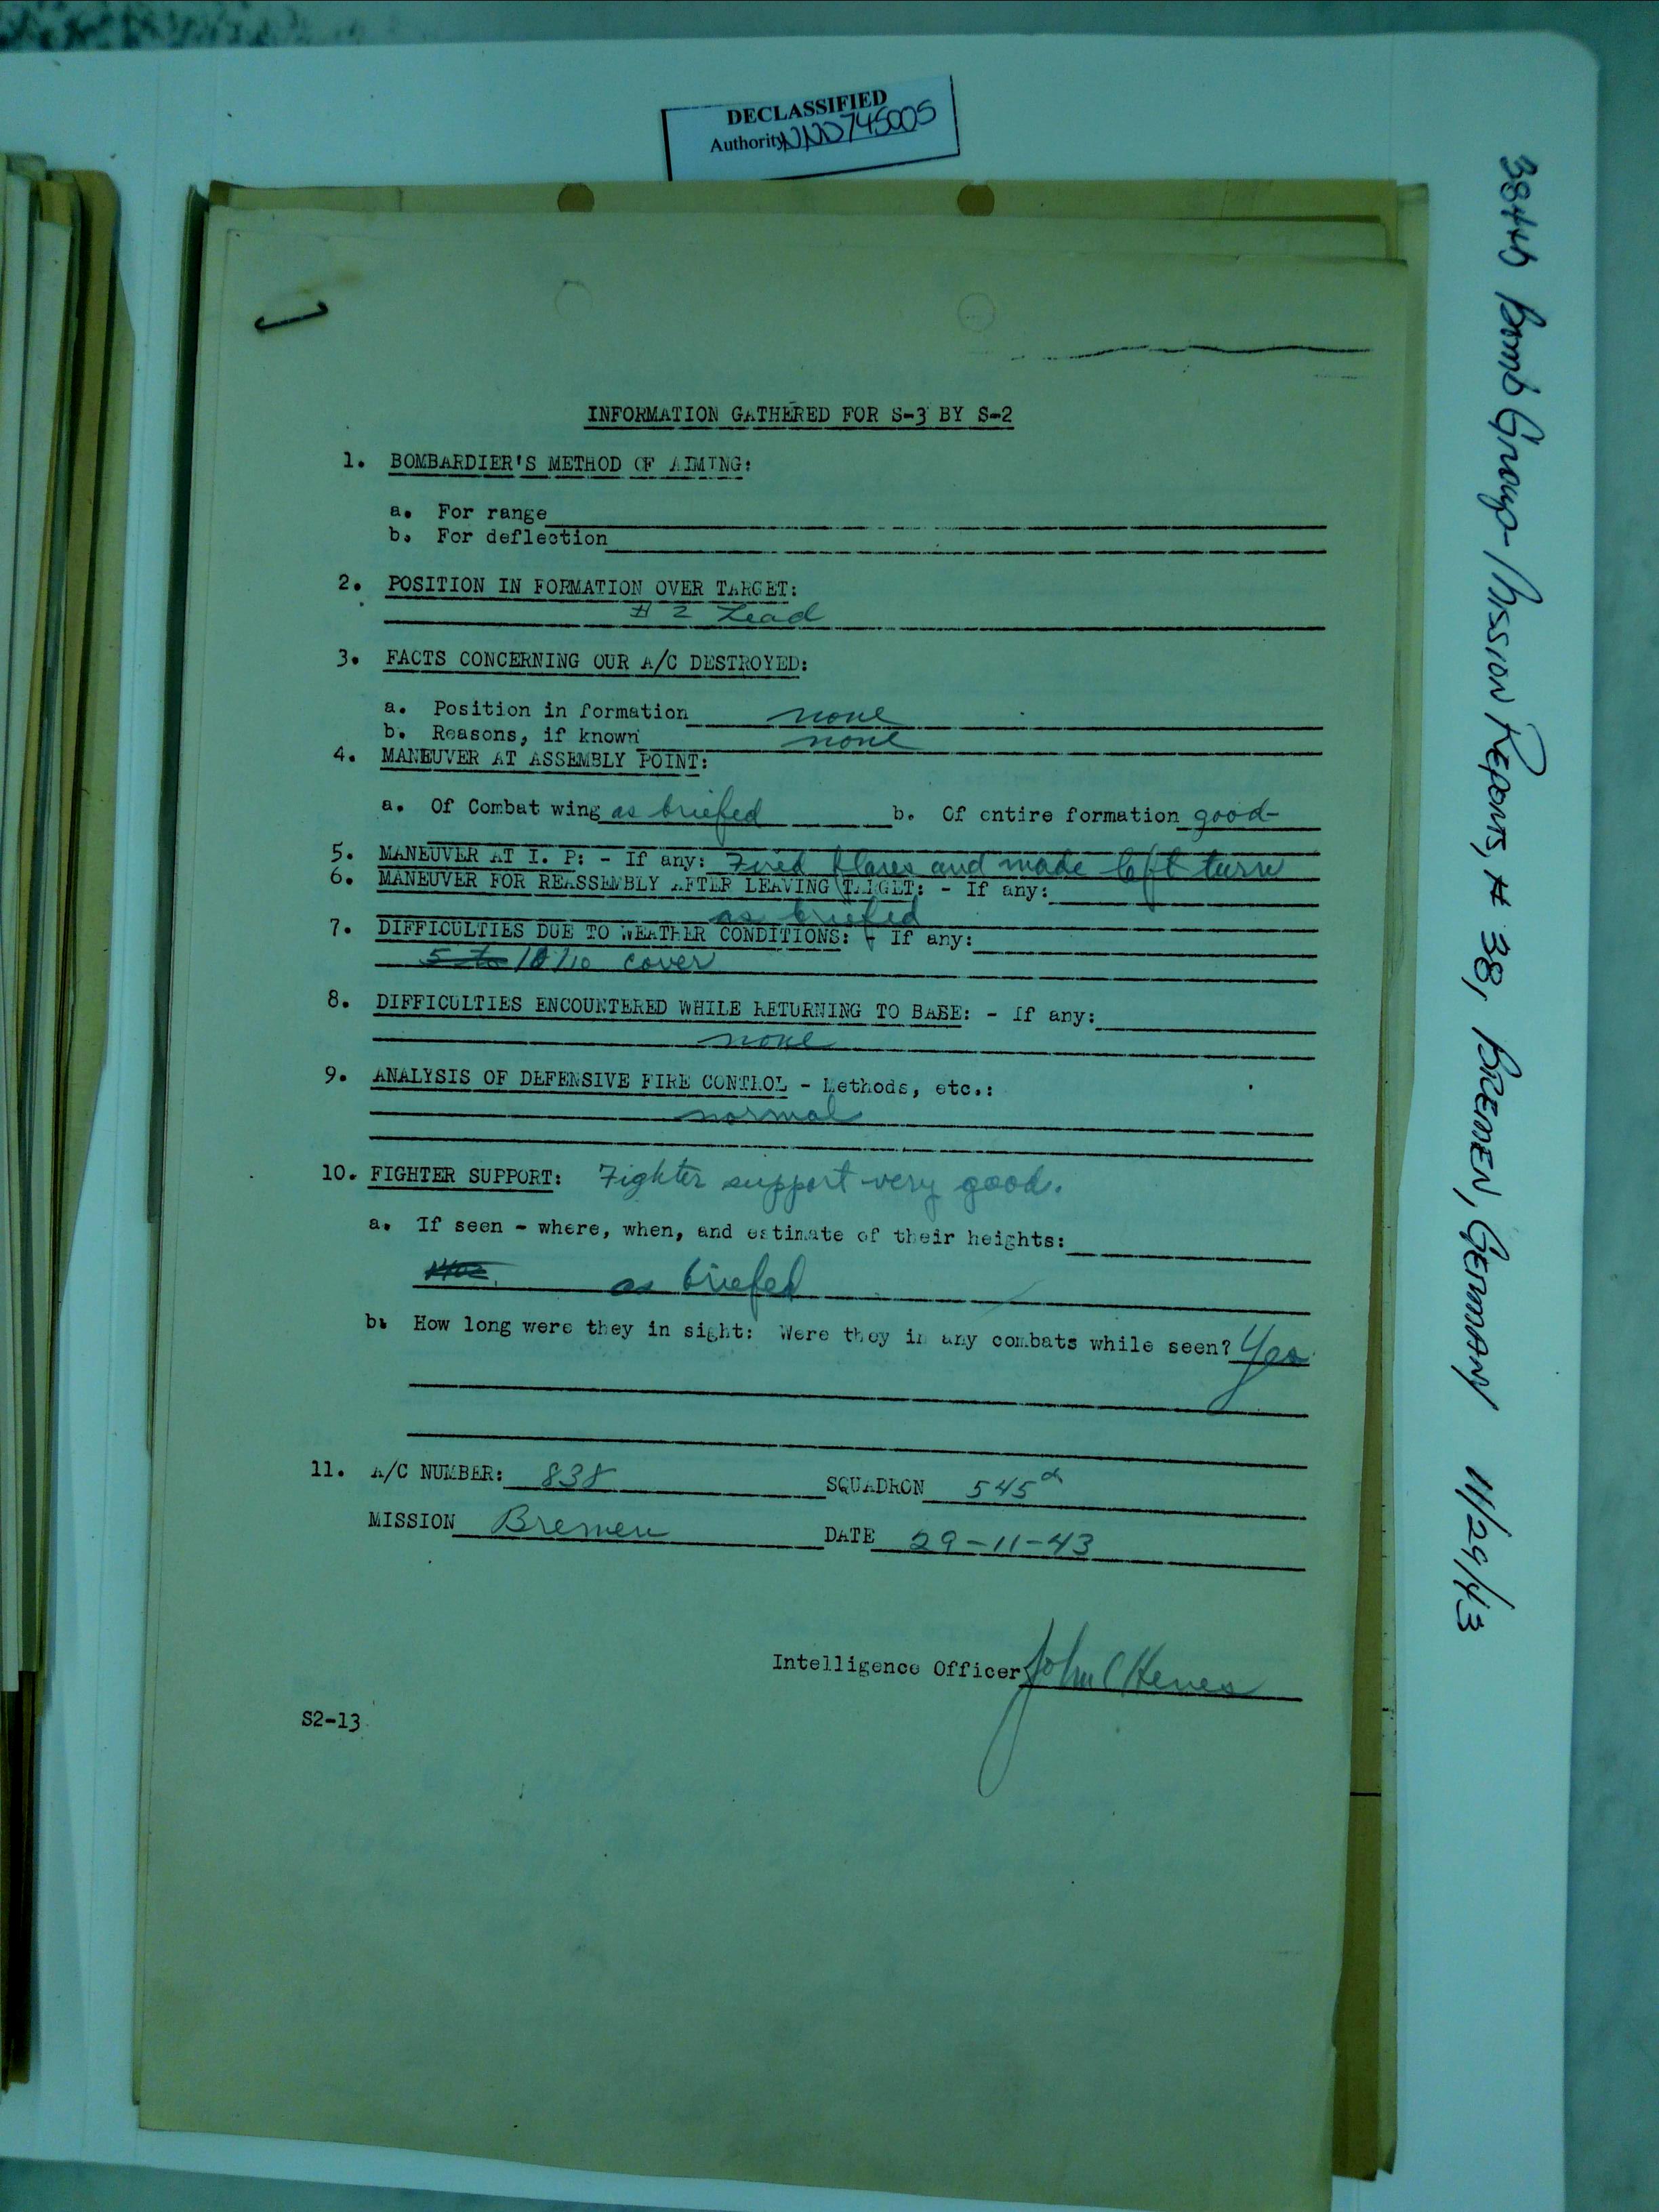 DECLASSIFIED
Authority NND745005
INFORMATION GATHERED FOR S-3 BY S-2
1. BOMBARDIER'S METHOD OF AIMING:
a. For range
b. For deflection
2. POSITION IN FORMATION OVER TARGET:
# 2 Lead
3. FACTS CONCERNING OUR A/C DESTROYED:
a. Position in formation none
b. Reasons, if known none
4. MANEUVER AT ASSEMBLY POINT:
a. Of Combat wing as briefed b. Of entire formation good
5. MANEUVER AT I. P: - If any: Fired flares and made left turn
6. MANEUVER FOR REASSEMBLY AFTER LEAVING TARGET: - If any:
as briefed
7. DIFFICULTIES DUE TO WEATHER CONDITIONS: - If any:
5 to 10/10 cover
8. DIFFICULTIES ENCOUNTERED WHILE RETURNING TO BASE: - If any:
none
9. ANALYSIS OF DEFENSIVE FIRE CONTROL - Methods, etc.:
normal
10. FIGHTER SUPPORT: Fighter support very good.
a. If seen - where, when, and estimate of their heights:
as briefed
b. How long were they in sight: Were they in any combats while seen? Yes
11. A/C NUMBER: 838 SQUADRON 545
MISSION Bremen DATE 29-11-43
Intelligence Officer John C
S2-13
384th Bomb Group - Mission Reports, # 38, BREMEN, GERMANY 11/29/43